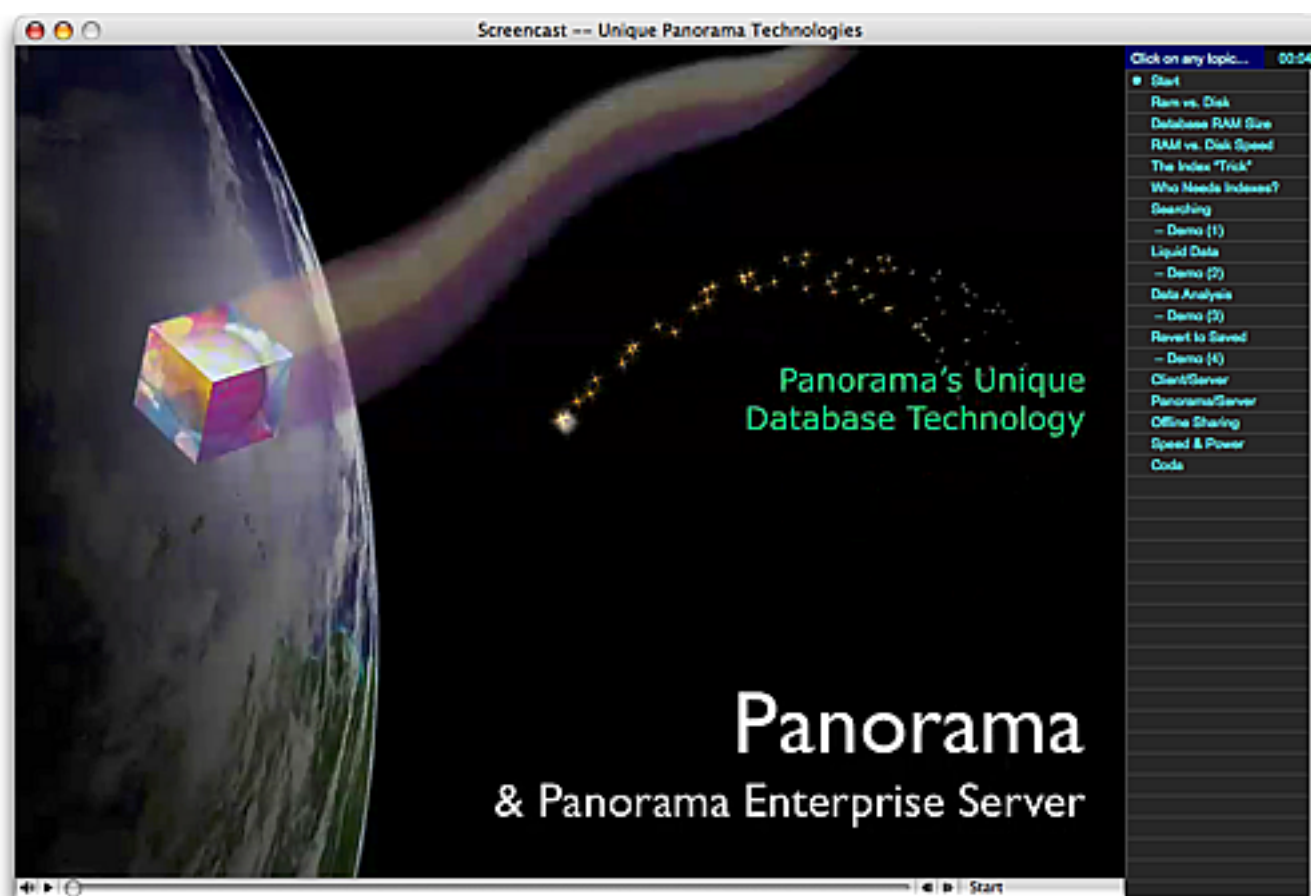 Screencast -- Unique Panorama Technologies
Click on any topic... 00:04
Start
Ram vs. Disk
Database RAM Size
RAM vs. Disk Speed
The Index "Trick"
Who Needs Indexes?
Searching
– Demo (1)
Liquid Data
– Demo (2)
Data Analysis
– Demo (3)
Revert to Saved
– Demo (4)
Client/Server
Panorama/Server
Offline Sharing
Speed & Power
Coda
Panorama's Unique
Database Technology
Panorama
& Panorama Enterprise Server
Start